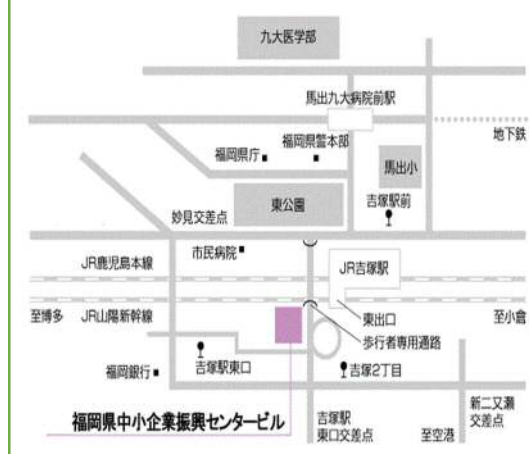 九大医学部
馬出九大病院前駅
地下鉄
福岡県警本部
福岡県庁
馬出小
東公園
吉塚駅前
妙見交差点
市民病院
JR鹿児島本線
JR吉塚駅
至博多
JR山陽新幹線
東出口
至小倉
歩行者専用通路
福岡銀行
吉塚駅東口
吉塚2丁目
福岡県中小企業振興センタービル
吉塚駅
東口交差点
至空港
新二又瀬
交差点